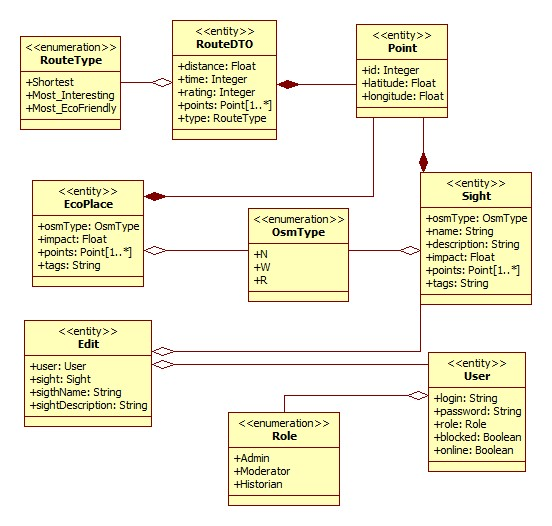 <<enumeration>>
RouteType
+Shortest
+Most_Interesting
+Most_EcoFriendly
<<entity>>
RouteDTO
+distance: Float
+time: Integer
+rating: Integer
+points: Point[1..*]
+type: RouteType
<<entity>>
Point
+id: Integer
+latitude: Float
+longitude: Float
<<entity>>
EcoPlace
+osmType: OsmType
+impact: Float
+points: Point[1..*]
+tags: String
<<enumeration>>
OsmType
+N
+W
+R
<<entity>>
Sight
+osmType: OsmType
+name: String
+description: String
+impact: Float
+points: Point[1..*]
+tags: String
<<entity>>
Edit
+user: User
+sight: Sight
+sigthName: String
+sightDescription: String
<<enumeration>>
Role
+Admin
+Moderator
+Historian
<<entity>>
User
+login: String
+password: String
+role: Role
+blocked: Boolean
+online: Boolean